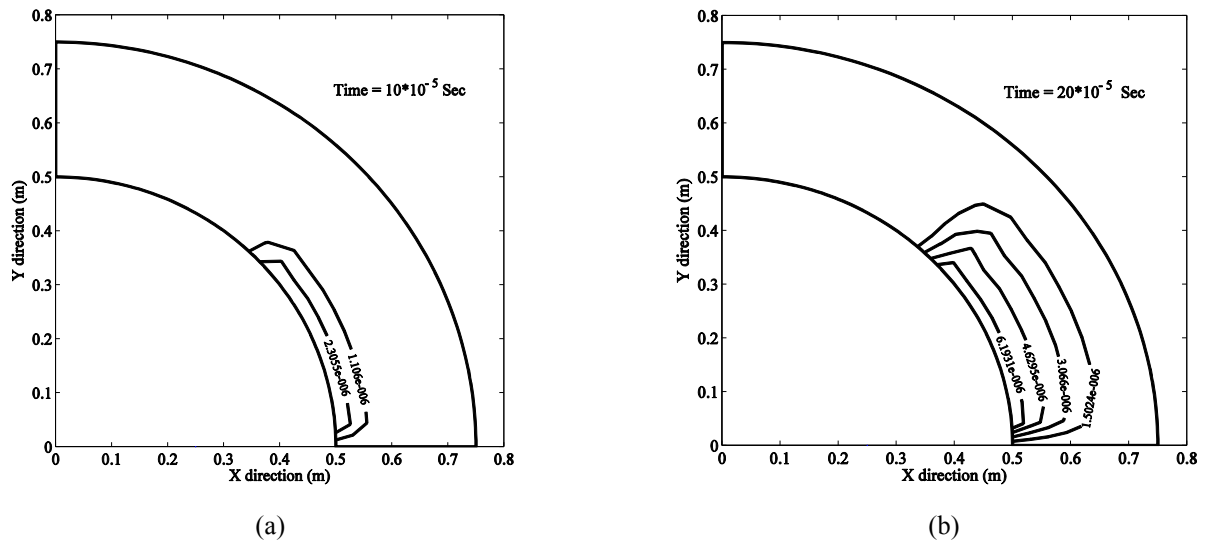 0.8
0.7
0.6
0.5
0.4
0.3
0.2
0.1
0
Y direction (m)
Time = 10*10⁻⁵ Sec
2.3055e-006
1.106e-006
0 0.1 0.2 0.3 0.4 0.5 0.6 0.7 0.8
X direction (m)
(a)
0.8
0.7
0.6
0.5
0.4
0.3
0.2
0.1
0
Y direction (m)
Time = 20*10⁻⁵ Sec
6.1931e-006
4.6295e-006
3.066e-006
1.5024e-006
0 0.1 0.2 0.3 0.4 0.5 0.6 0.7 0.8
X direction (m)
(b)